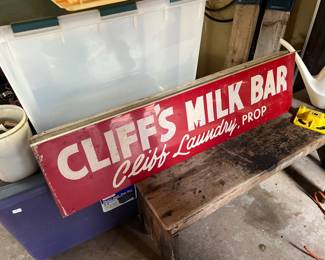 CLIFF'S MILK BAR
Cliff Laundry, PROP